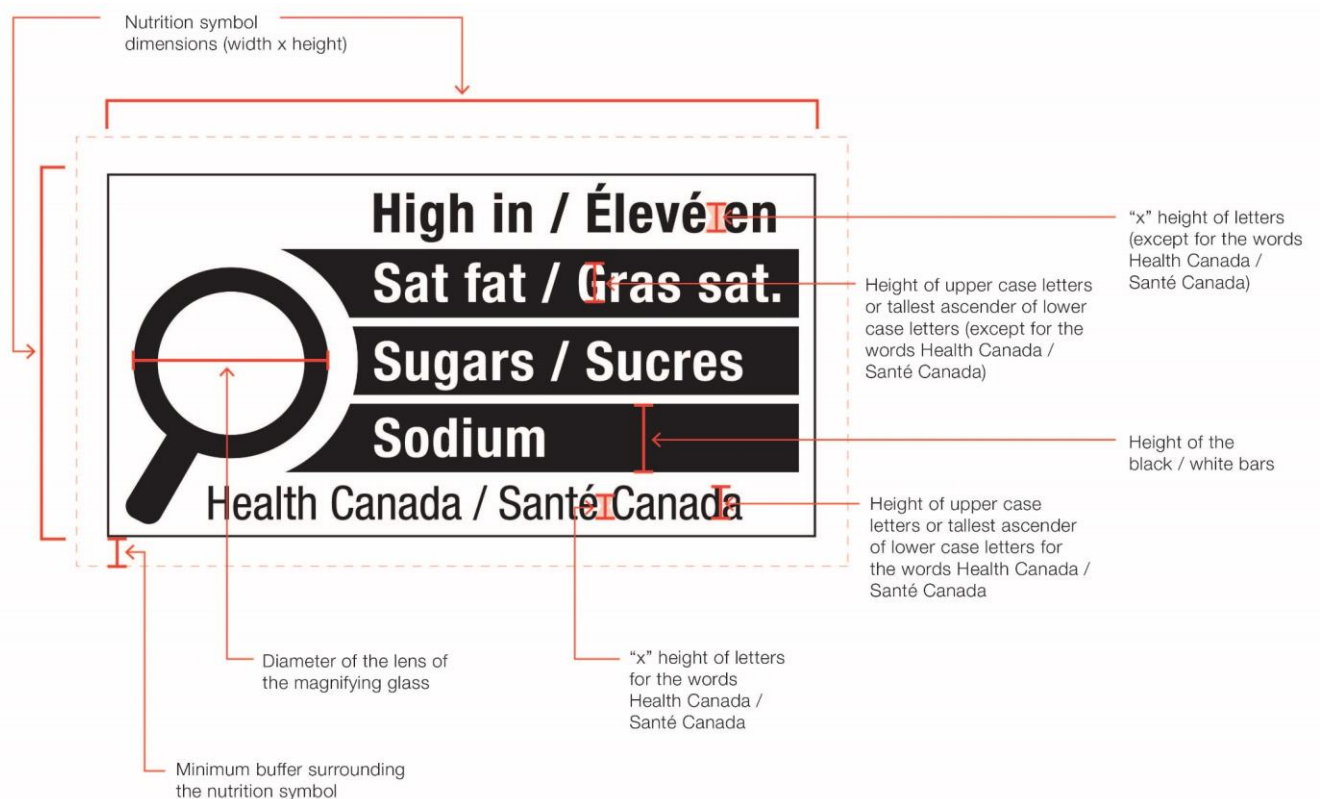 Nutrition symbol
dimensions (width x height)
High in / Élevé en
Sat fat / Gras sat.
Sugars / Sucres
Sodium
Health Canada / Santé Canada
"x" height of letters
(except for the words
Health Canada /
Santé Canada)
Height of upper case letters
or tallest ascender of lower
case letters (except for the
words Health Canada /
Santé Canada)
Height of the
black / white bars
Height of upper case
letters or tallest ascender
of lower case letters for
the words Health Canada /
Santé Canada
Diameter of the lens of
the magnifying glass
"x" height of letters
for the words
Health Canada /
Santé Canada
Minimum buffer surrounding
the nutrition symbol